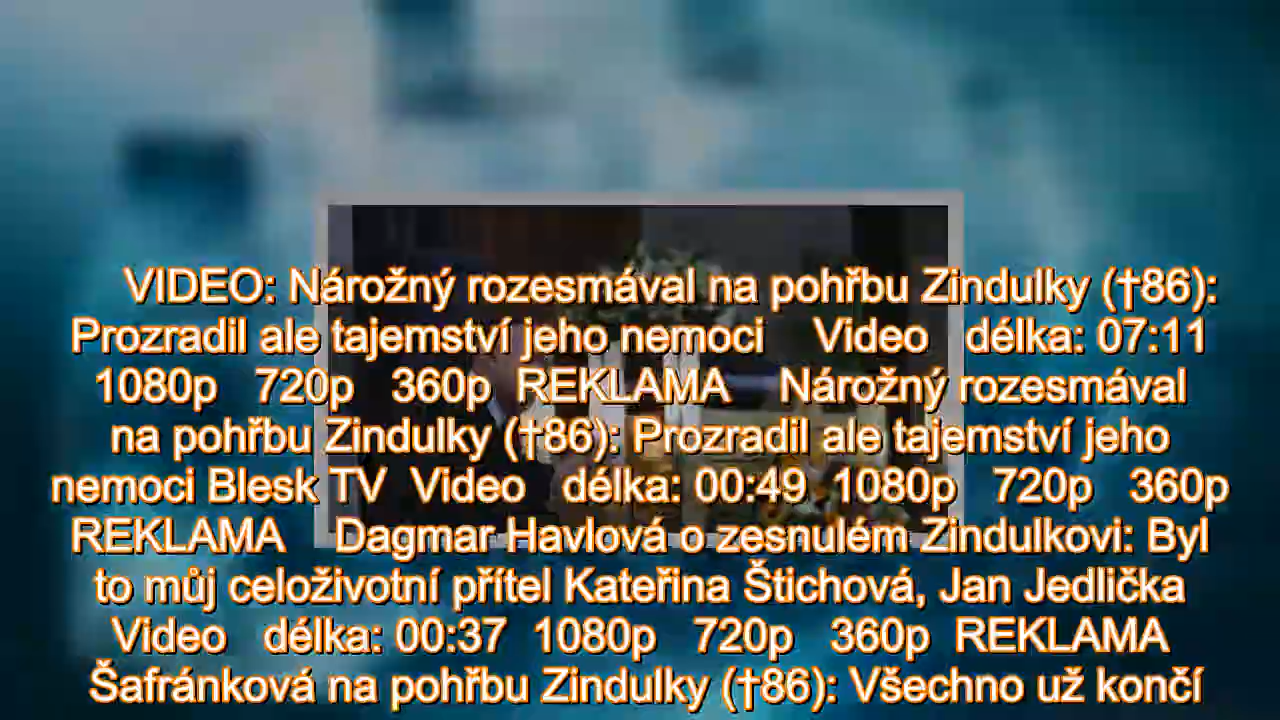 VIDEO: Nárožný rozesmával na pohřbu Zindulky (†86):
Prozradil ale tajemství jeho nemoci Video délka: 07:11
1080p 720p 360p REKLAMA Nárožný rozesmával
na pohřbu Zindulky (†86): Prozradil ale tajemství jeho
nemoci Blesk TV Video délka: 00:49 1080p 720p 360p
REKLAMA Dagmar Havlová o zesnulém Zindulkovi: Byl
to můj celoživotní přítel Kateřina Štichová, Jan Jedlička
Video délka: 00:37 1080p 720p 360p REKLAMA
Šafránková na pohřbu Zindulky (†86): Všechno už končí